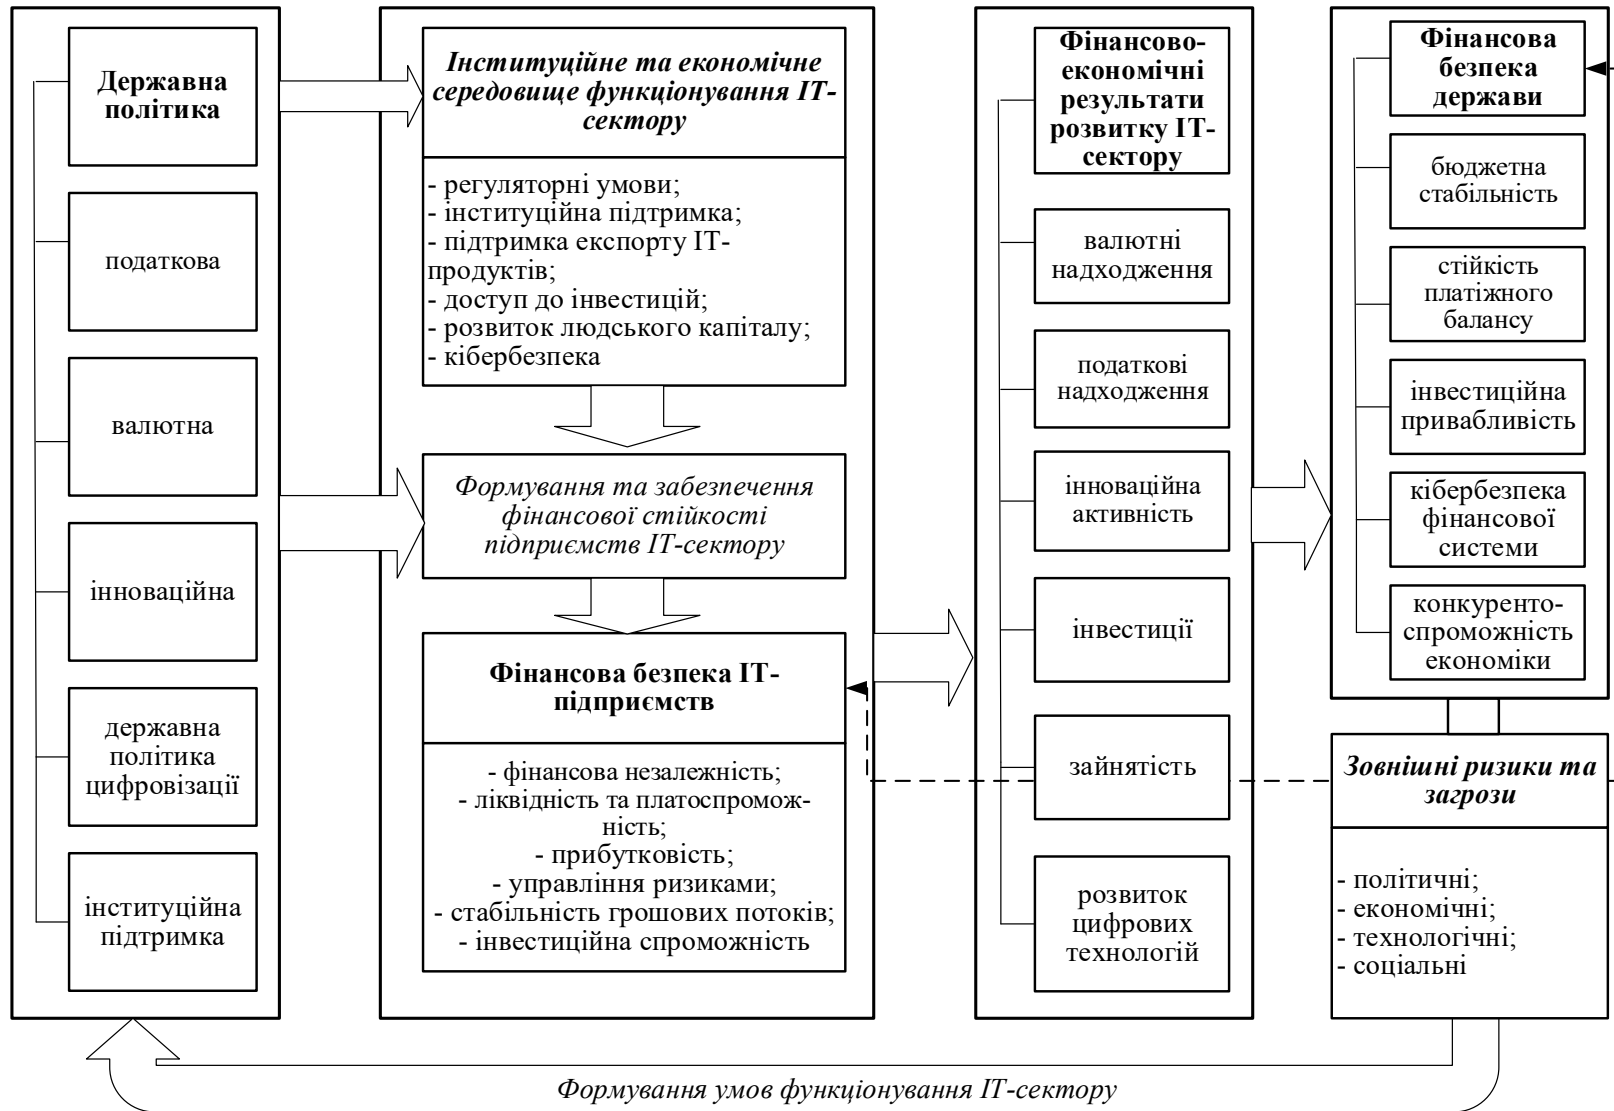 Державна
політика
податкова
валютна
інноваційна
державна
політика
цифровізації
інституційна
підтримка
Інституційне та економічне
середовище функціонування ІТ-
сектору
- регуляторні умови;
- інституційна підтримка;
- підтримка експорту ІТ-
продуктів;
- доступ до інвестицій;
- розвиток людського капіталу;
- кібербезпека
Формування та забезпечення
фінансової стійкості
підприємств ІТ-сектору
Фінансова безпека ІТ-
підприємств
- фінансова незалежність;
- ліквідність та платоспромож-
ність;
- прибутковість;
- управління ризиками;
- стабільність грошових потоків;
- інвестиційна спроможність
Фінансово-
економічні
результати
розвитку ІТ-
сектору
валютні
надходження
податкові
надходження
інноваційна
активність
інвестиції
зайнятість
розвиток
цифрових
технологій
Фінансова
безпека
держави
бюджетна
стабільність
стійкість
платіжного
балансу
інвестиційна
привабливість
кібербезпека
фінансової
системи
конкуренто-
спроможність
економіки
Зовнішні ризики та
загрози
- політичні;
- економічні;
- технологічні;
- соціальні
Формування умов функціонування ІТ-сектору